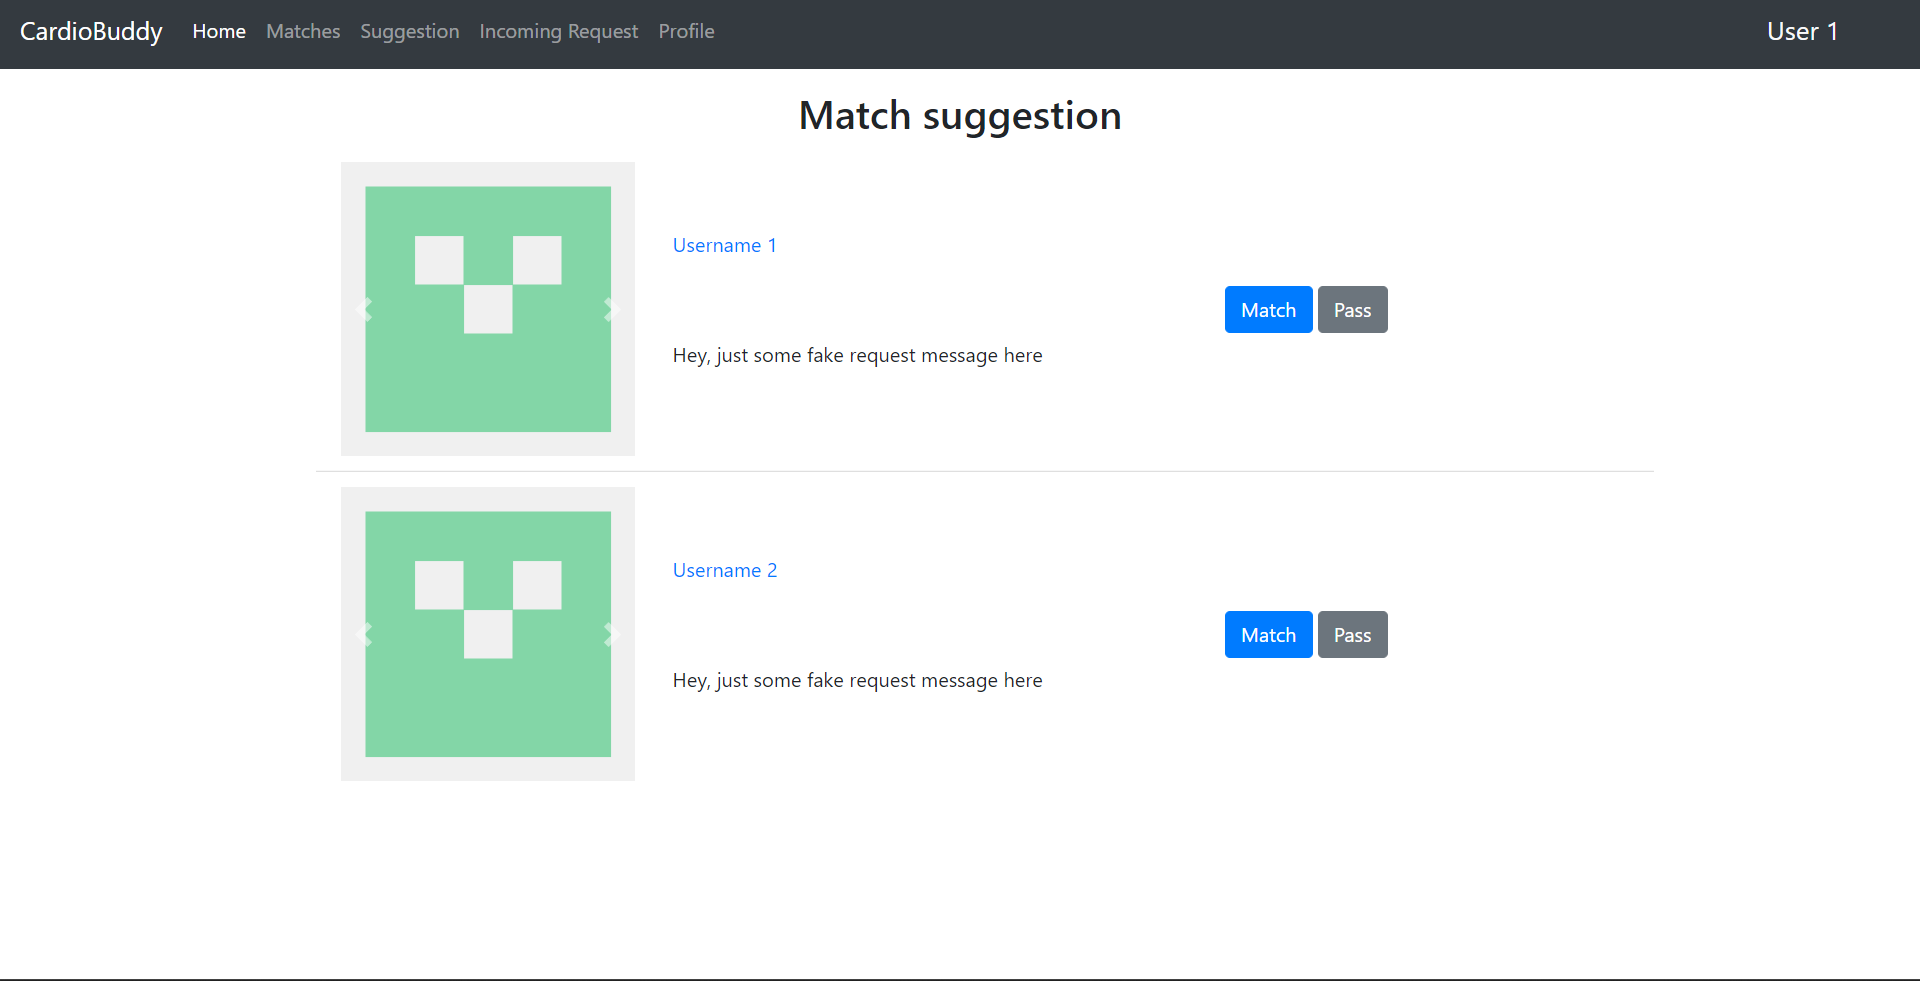 CardioBuddy Home Matches Suggestion Incoming Request Profile User 1
Match suggestion
Username 1
Match Pass
Hey, just some fake request message here
Username 2
Match Pass
Hey, just some fake request message here